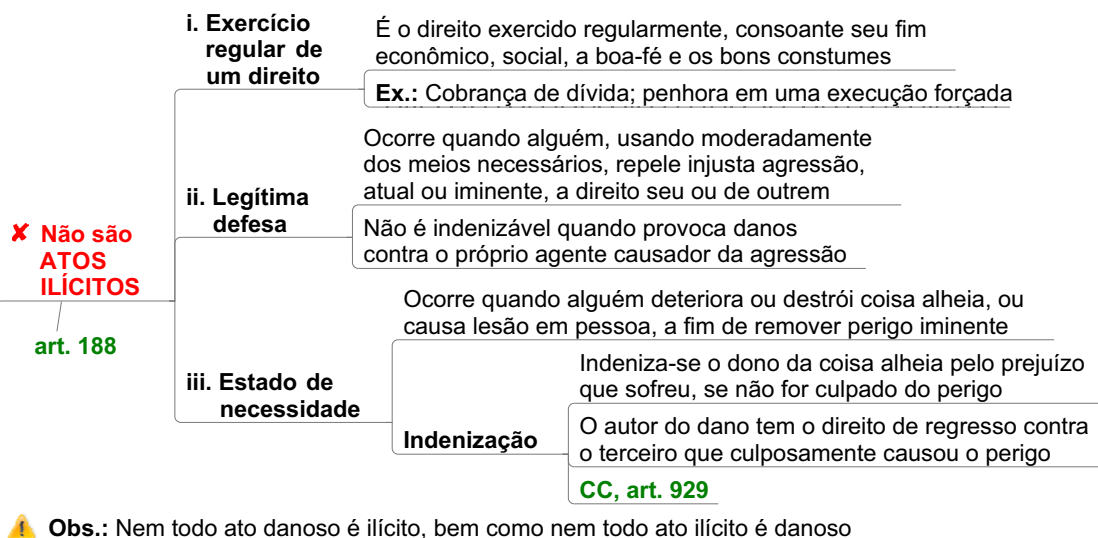 ✘ Não são
ATOS
ILÍCITOS
art. 188
i. Exercício
regular de
um direito
É o direito exercido regularmente, consoante seu fim
econômico, social, a boa-fé e os bons constumes
Ex.: Cobrança de dívida; penhora em uma execução forçada
ii. Legítima
defesa
Ocorre quando alguém, usando moderadamente
dos meios necessários, repele injusta agressão,
atual ou iminente, a direito seu ou de outrem
Não é indenizável quando provoca danos
contra o próprio agente causador da agressão
iii. Estado de
necessidade
Ocorre quando alguém deteriora ou destrói coisa alheia, ou
causa lesão em pessoa, a fim de remover perigo iminente
Indenização
Indeniza-se o dono da coisa alheia pelo prejuízo
que sofreu, se não for culpado do perigo
O autor do dano tem o direito de regresso contra
o terceiro que culposamente causou o perigo
CC, art. 929
Obs.: Nem todo ato danoso é ilícito, bem como nem todo ato ilícito é danoso